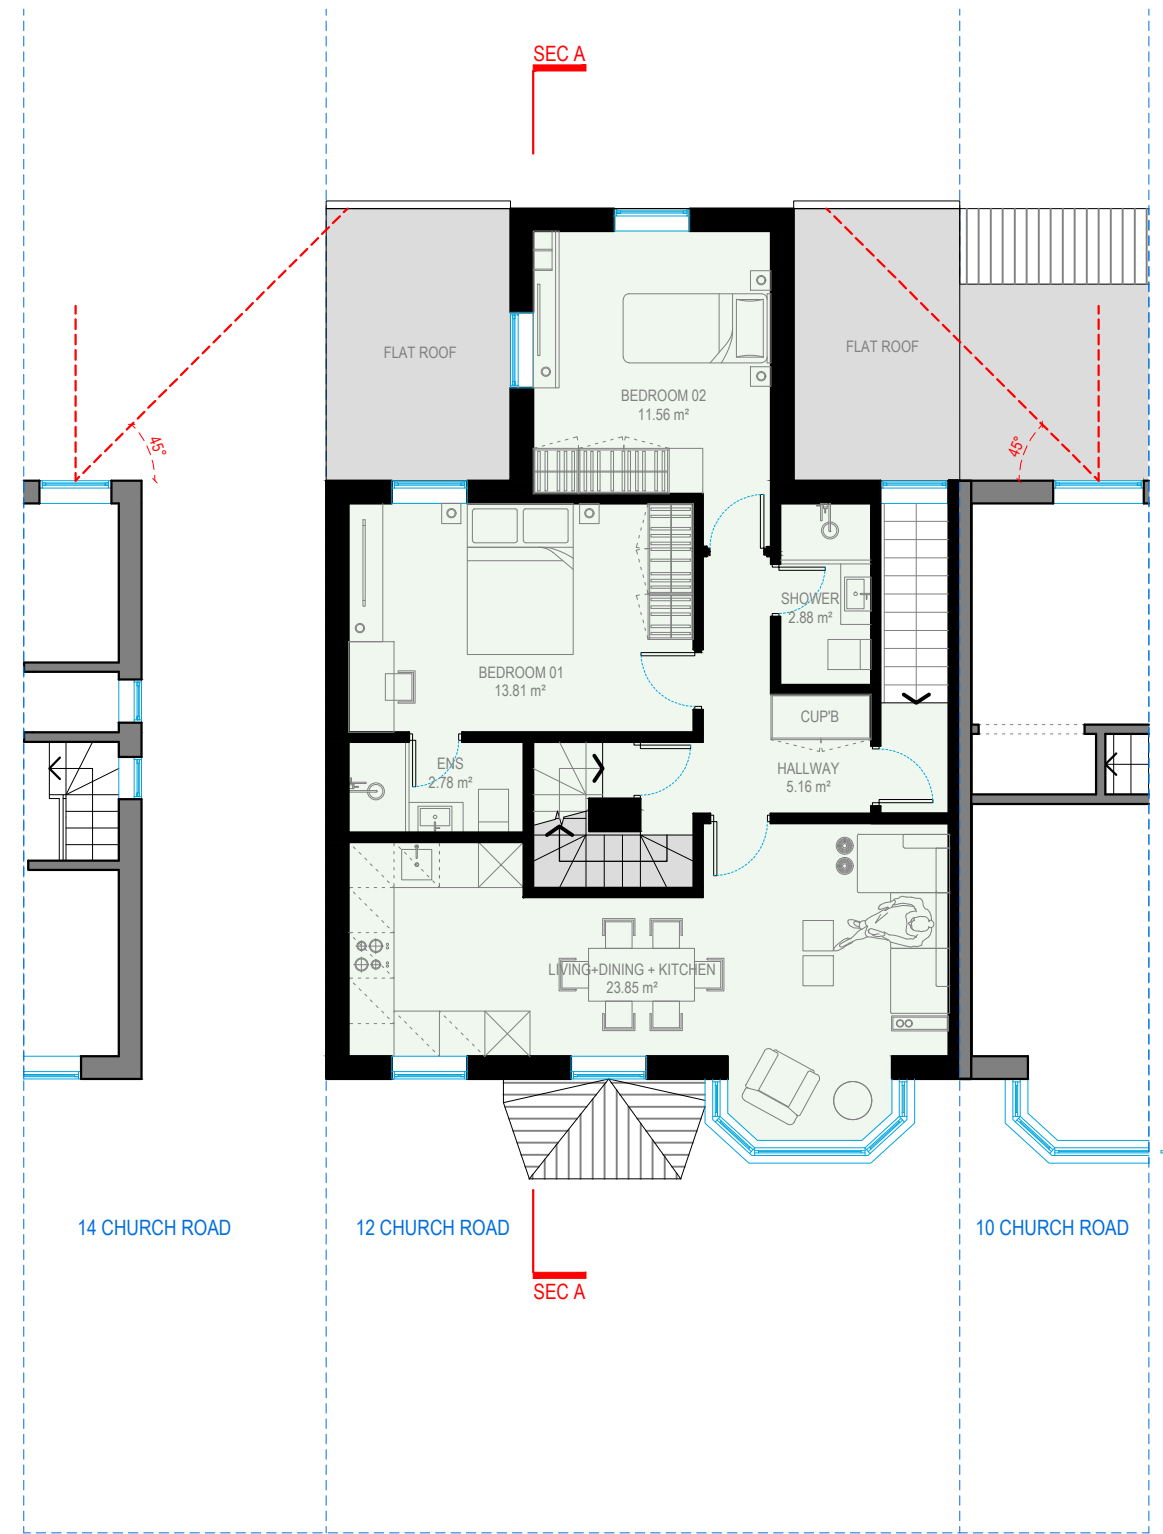 SEC A
FLAT ROOF
FLAT ROOF
BEDROOM 02
11.56 m²
45°
45°
SHOWER
2.88 m²
BEDROOM 01
13.81 m²
CUP'B
ENS
2.78 m²
HALLWAY
5.16 m²
LIVING+DINING + KITCHEN
23.85 m²
14 CHURCH ROAD
12 CHURCH ROAD
10 CHURCH ROAD
SEC A